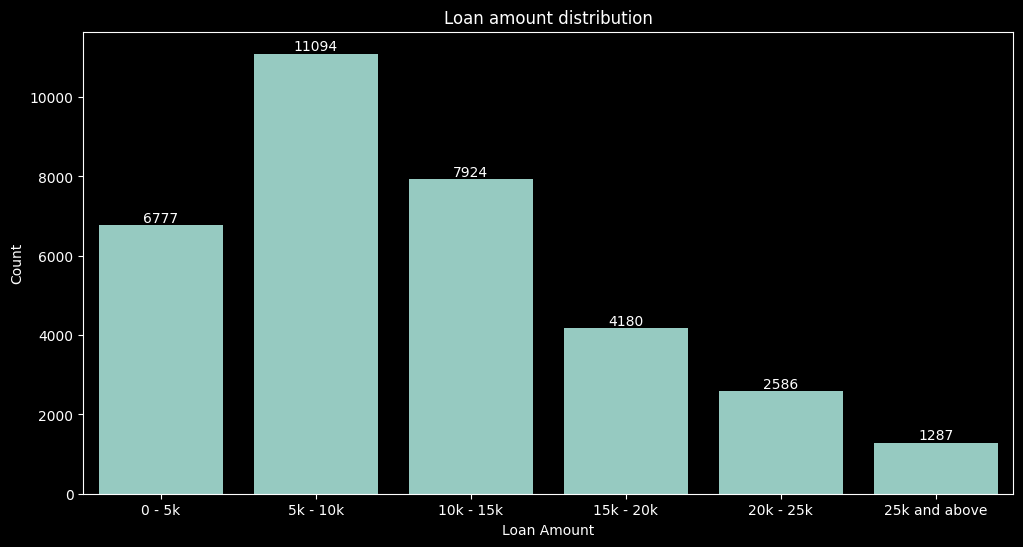 Loan amount distribution
11094
10000
8000
7924
6777
6000
Count
4000
4180
2586
2000
1287
0
0 - 5k
5k - 10k
10k - 15k
15k - 20k
20k - 25k
25k and above
Loan Amount